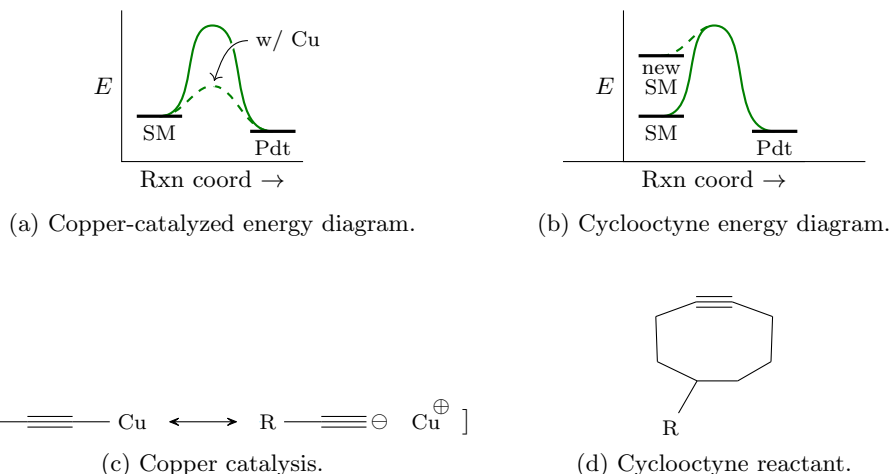 w/ Cu
E
SM
Pdt
Rxn coord →
(a) Copper-catalyzed energy diagram.
E
new
SM
SM
Pdt
Rxn coord →
(b) Cyclooctyne energy diagram.
Cu ↔ R ⊖ Cu⊕ ]
(c) Copper catalysis.
R
(d) Cyclooctyne reactant.